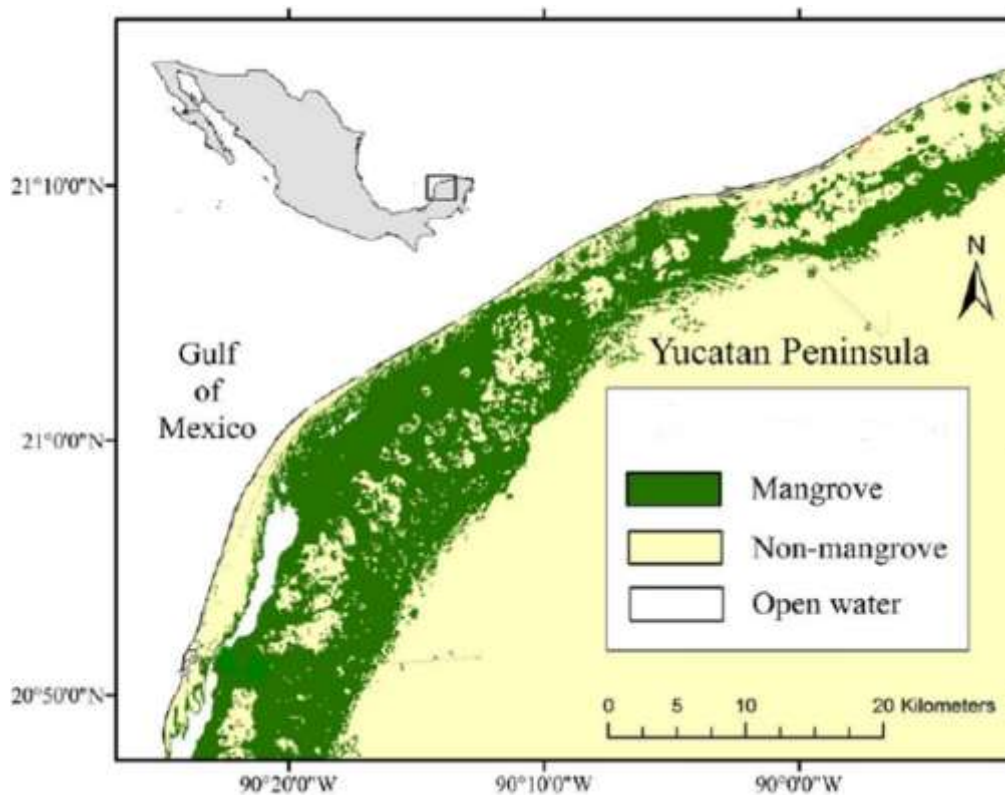 21°10'0"N
N
Gulf
of
Mexico
Yucatan Peninsula
21°0'0"N
Mangrove
Non-mangrove
Open water
20°50'0"N
0 5 10 20 Kilometers
90°20'0"W 90°10'0"W 90°0'0"W